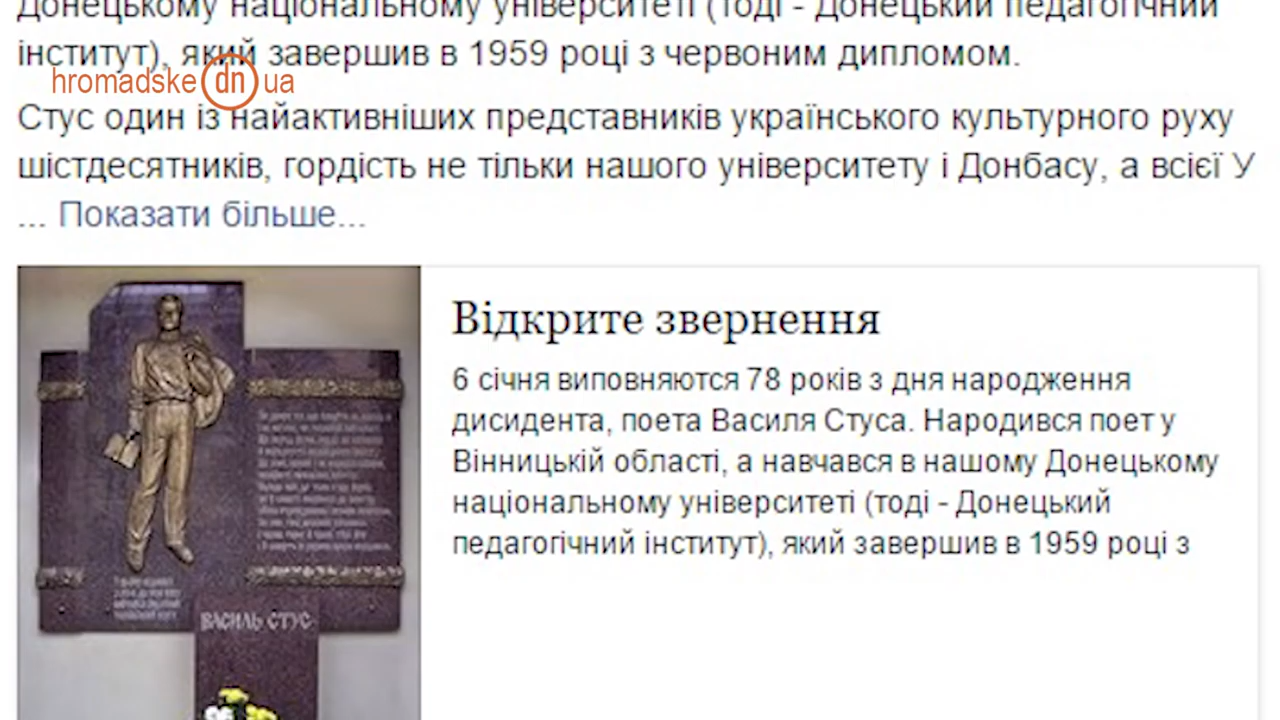 Донецькому національному університеті (тоді - Донецький педагогічний
інститут), який завершив в 1959 році з червоним дипломом.
hromadske dn ua
Стус один із найактивніших представників українського культурного руху
шістдесятників, гордість не тільки нашого університету і Донбасу, а всієї У
... Показати більше...
Відкрите звернення
6 січня виповняються 78 років з дня народження
дисидента, поета Василя Стуса. Народився поет у
Вінницькій області, а навчався в нашому Донецькому
національному університеті (тоді - Донецький
педагогічний інститут), який завершив в 1959 році з
ВАСИЛЬ СТУС